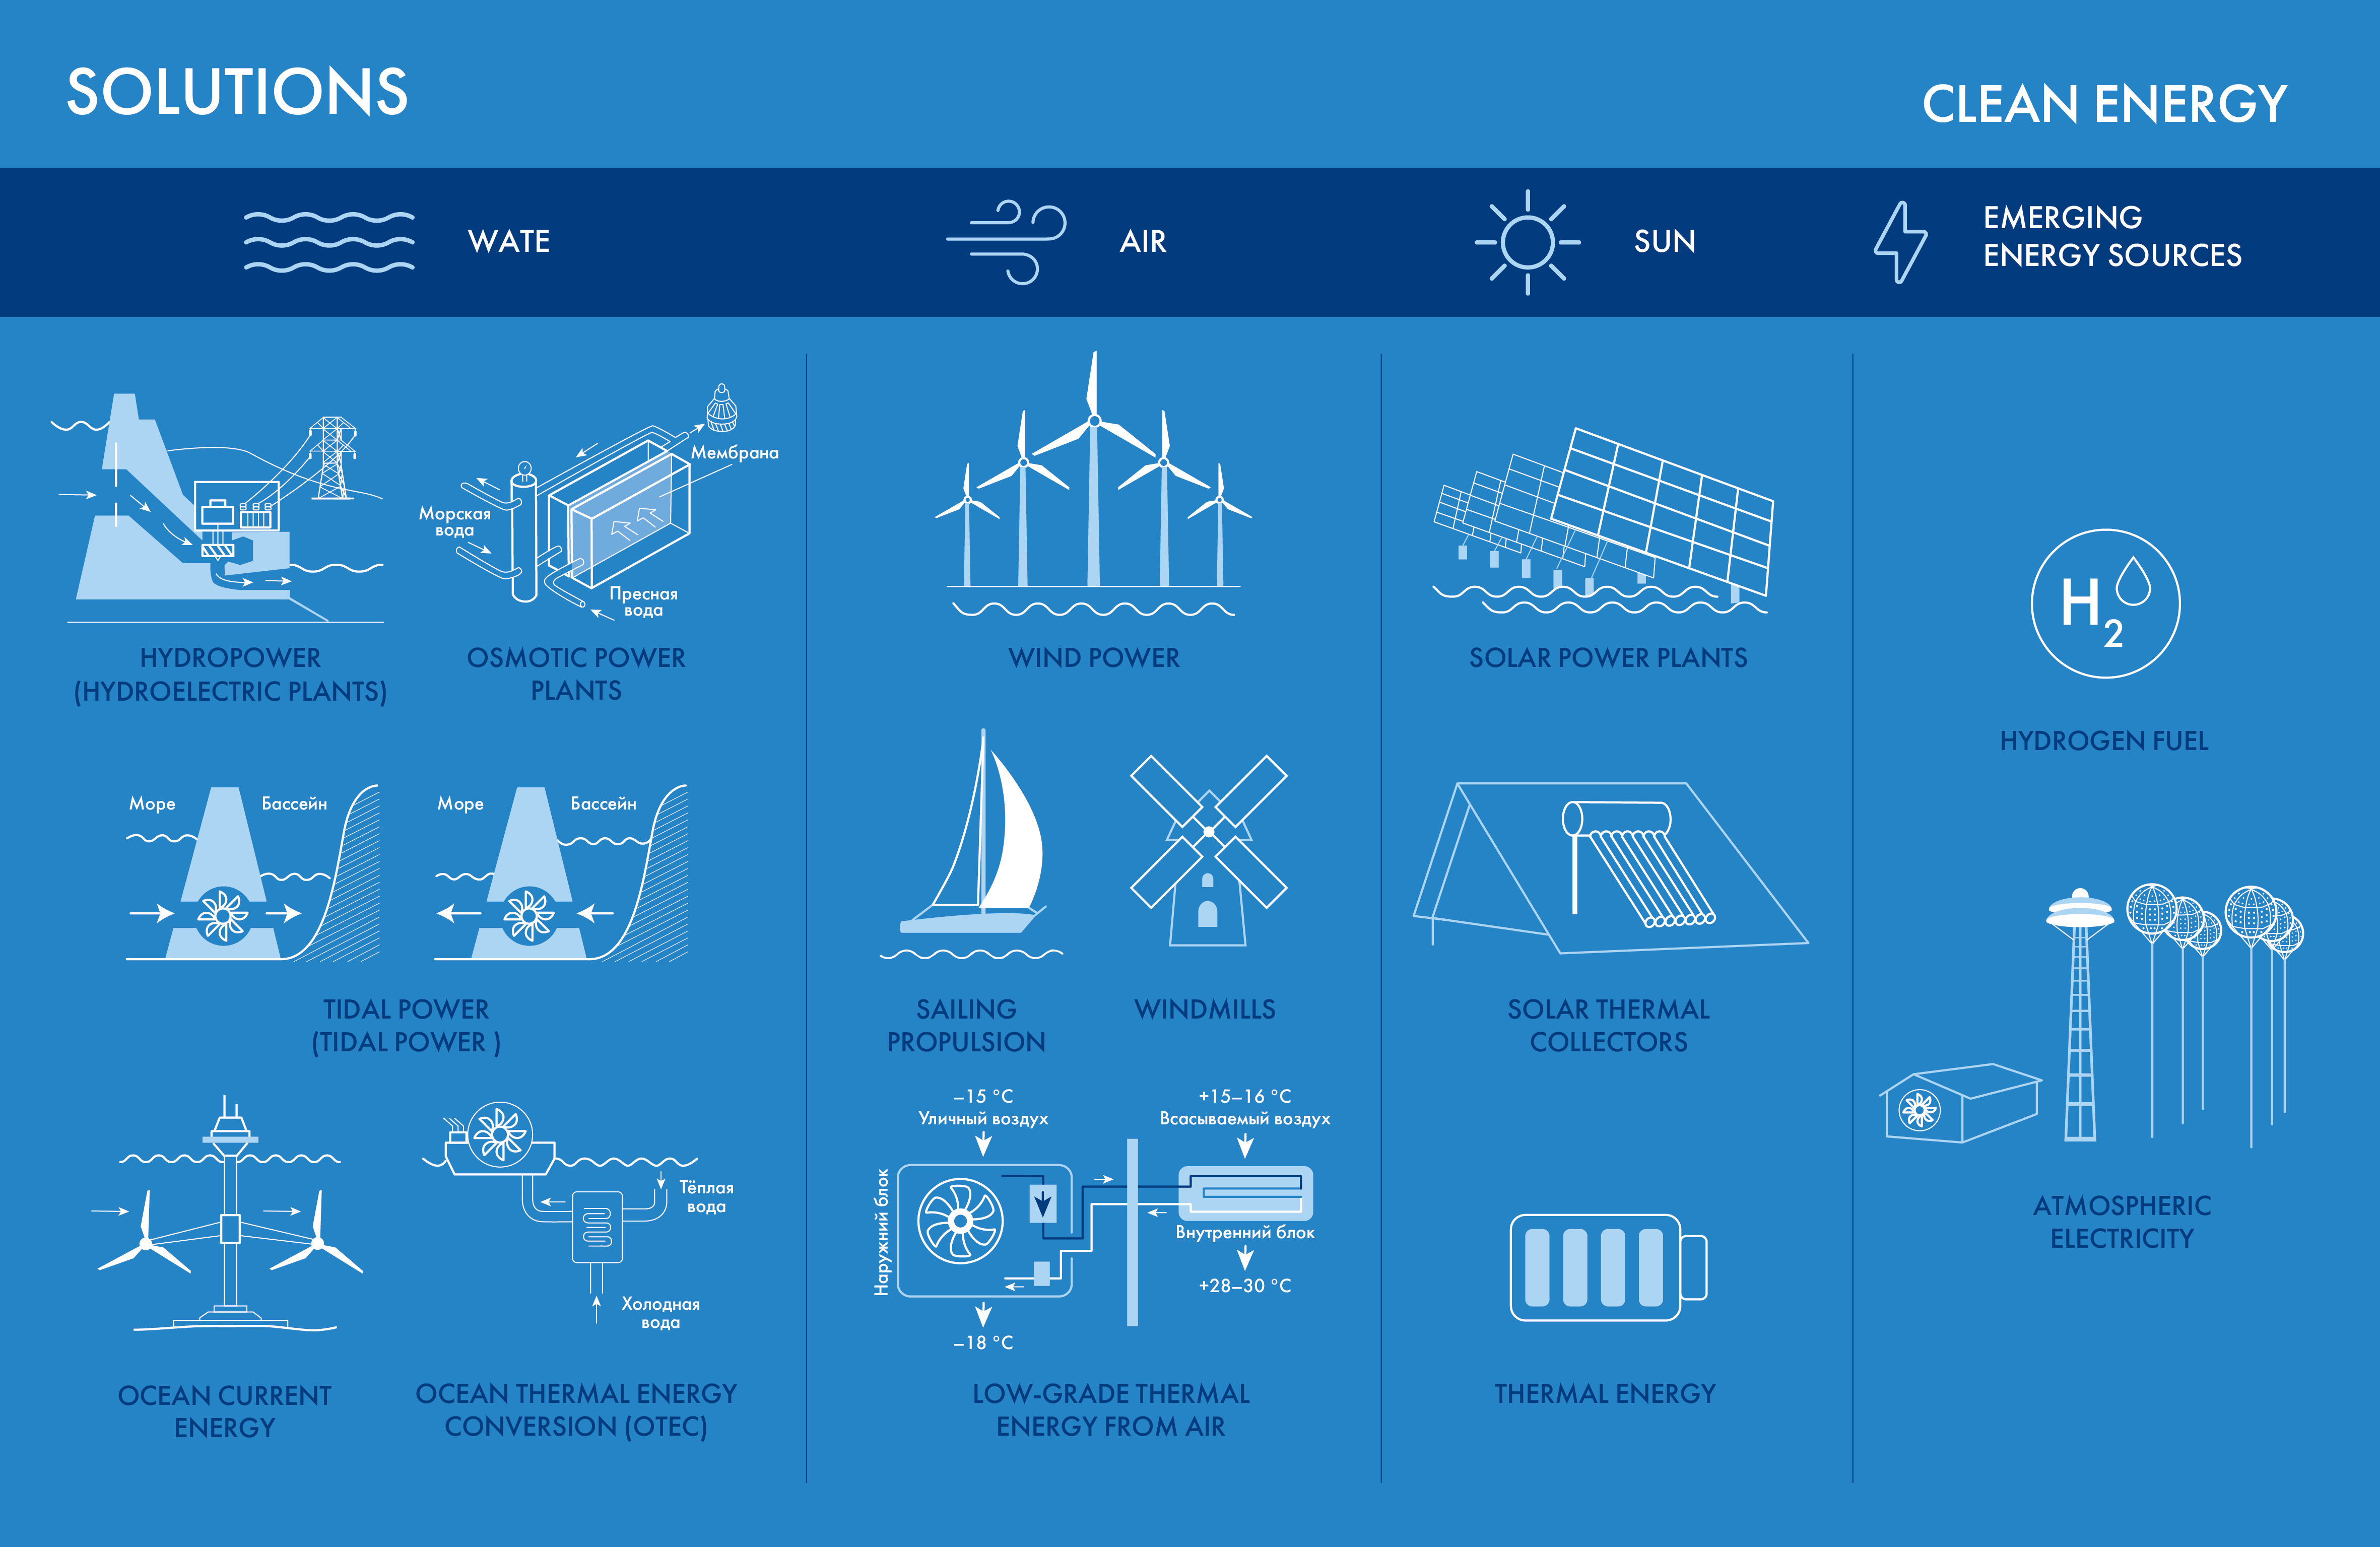 SOLUTIONS
CLEAN ENERGY
WATE
AIR
SUN
EMERGING
ENERGY SOURCES
Мембрана
Морская
вода
Пресная
вода
HYDROPOWER
(HYDROELECTRIC PLANTS)
OSMOTIC POWER
PLANTS
Море
Бассейн
Море
Бассейн
TIDAL POWER
(TIDAL POWER )
Тёплая
вода
Холодная
вода
OCEAN CURRENT
ENERGY
OCEAN THERMAL ENERGY
CONVERSION (OTEC)
WIND POWER
SAILING
PROPULSION
WINDMILLS
–15 °C
Уличный воздух
+15–16 °C
Всасываемый воздух
Наружний блок
Внутренний блок
+28–30 °C
–18 °C
LOW-GRADE THERMAL
ENERGY FROM AIR
SOLAR POWER PLANTS
SOLAR THERMAL
COLLECTORS
THERMAL ENERGY
H2
HYDROGEN FUEL
ATMOSPHERIC
ELECTRICITY